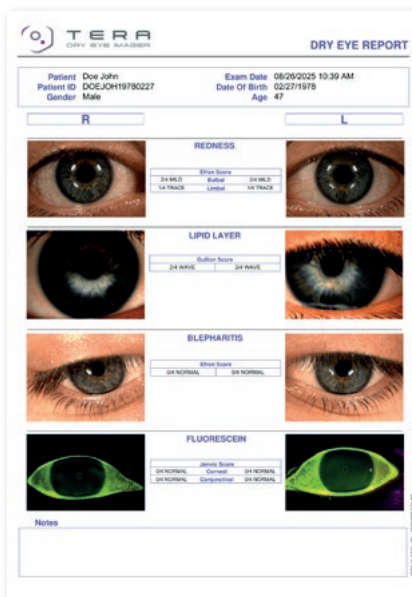 TERA
DRY EYE IMAGER
DRY EYE REPORT
Patient Doe John
Patient ID DOEJOH19780227
Gender Male
Exam Date 08/26/2025 10:39 AM
Date Of Birth 02/27/1978
Age 47
R
L
REDNESS
Efron Score
2/4 MILD Bulbal 2/4 MILD
1/4 TRACE Limbal 1/4 TRACE
LIPID LAYER
Guillon Score
2/4 WAVE 2/4 WAVE
BLEPHARITIS
Efron Score
0/4 NORMAL 0/4 NORMAL
FLUORESCEIN
Score
0/4 NORMAL Corneal 0/4 NORMAL
0/4 NORMAL Conjunctival 0/4 NORMAL
Notes